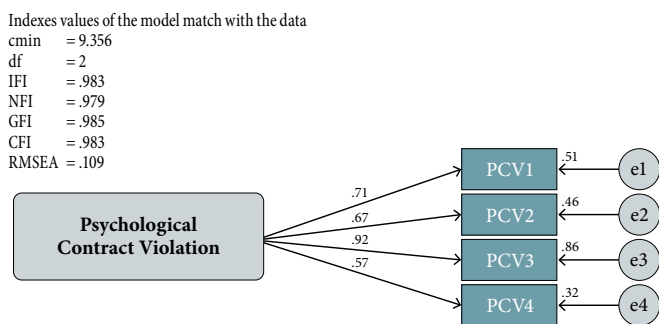 Indexes values of the model match with the data
cmin = 9.356
df = 2
IFI = .983
NFI = .979
GFI = .985
CFI = .983
RMSEA = .109
Psychological
Contract Violation
.71
.67
.92
.57
PCV1
.51
e1
PCV2
.46
e2
PCV3
.86
e3
PCV4
.32
e4